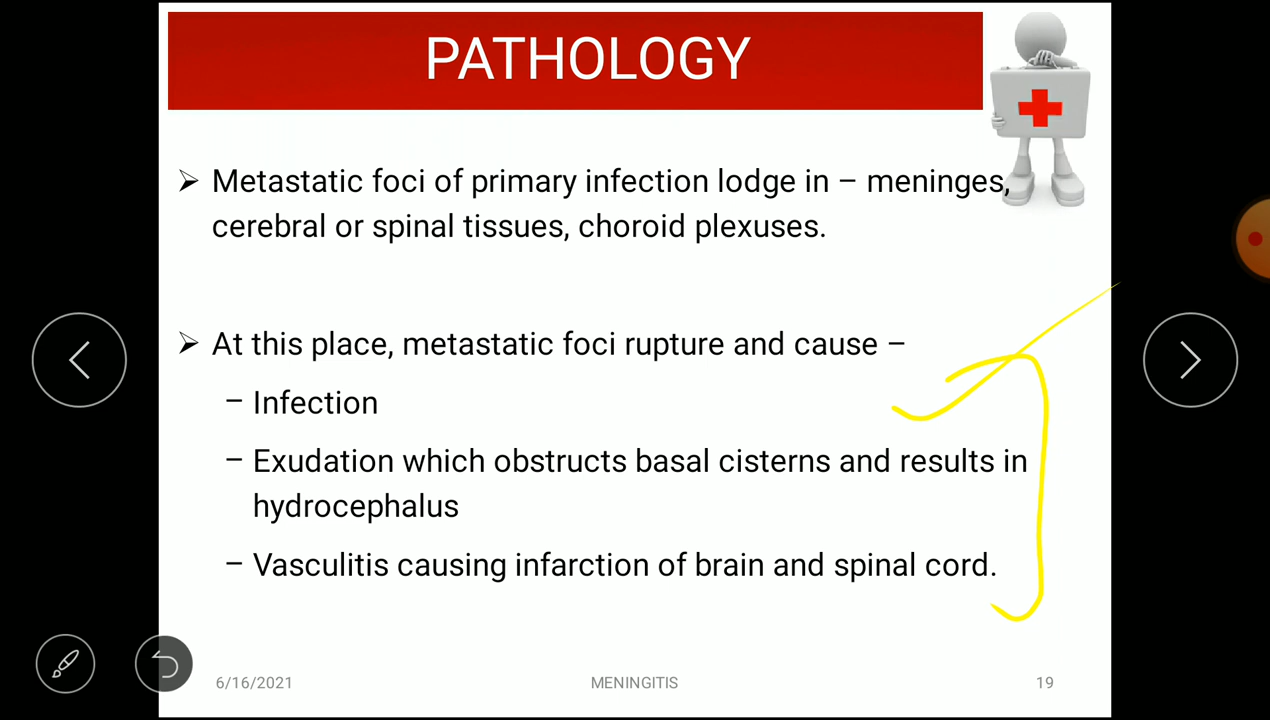 PATHOLOGY
➢ Metastatic foci of primary infection lodge in – meninges,
cerebral or spinal tissues, choroid plexuses.
➢ At this place, metastatic foci rupture and cause –
– Infection
– Exudation which obstructs basal cisterns and results in
hydrocephalus
– Vasculitis causing infarction of brain and spinal cord.
6/16/2021 MENINGITIS 19